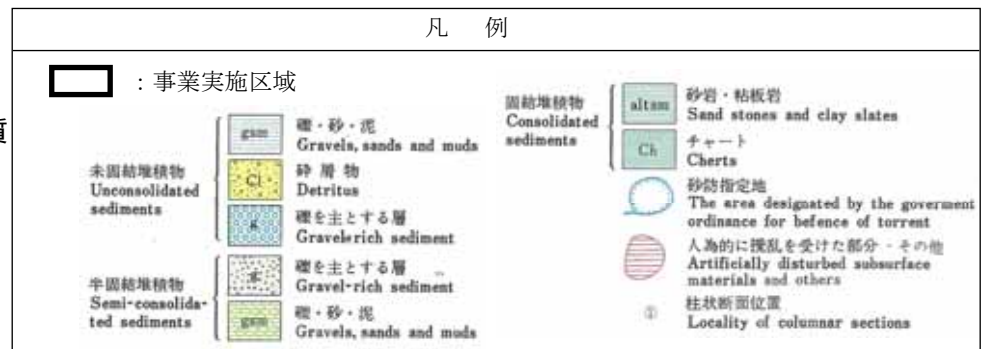 凡 例
：事業実施区域
質
未固結堆積物
Unconsolidated
sediments
gsm
礫・砂・泥
Gravels, sands and muds
Cl
砕屑物
Detritus
g
礫を主とする層
Gravel-rich sediment
半固結堆積物
Semi-consolida-
ted sediments
g
礫を主とする層
Gravel-rich sediment
gsm
礫・砂・泥
Gravels, sands and muds
固結堆積物
Consolidated
sediments
altsm
砂岩・粘板岩
Sand stones and clay slates
Ch
チャート
Cherts
砂防指定地
The area designated by the goverment
ordinance for befence of torrent
人為的に攪乱を受けた部分・その他
Artificially disturbed subsurface
materials and others
①
柱状断面位置
Locality of columnar sections